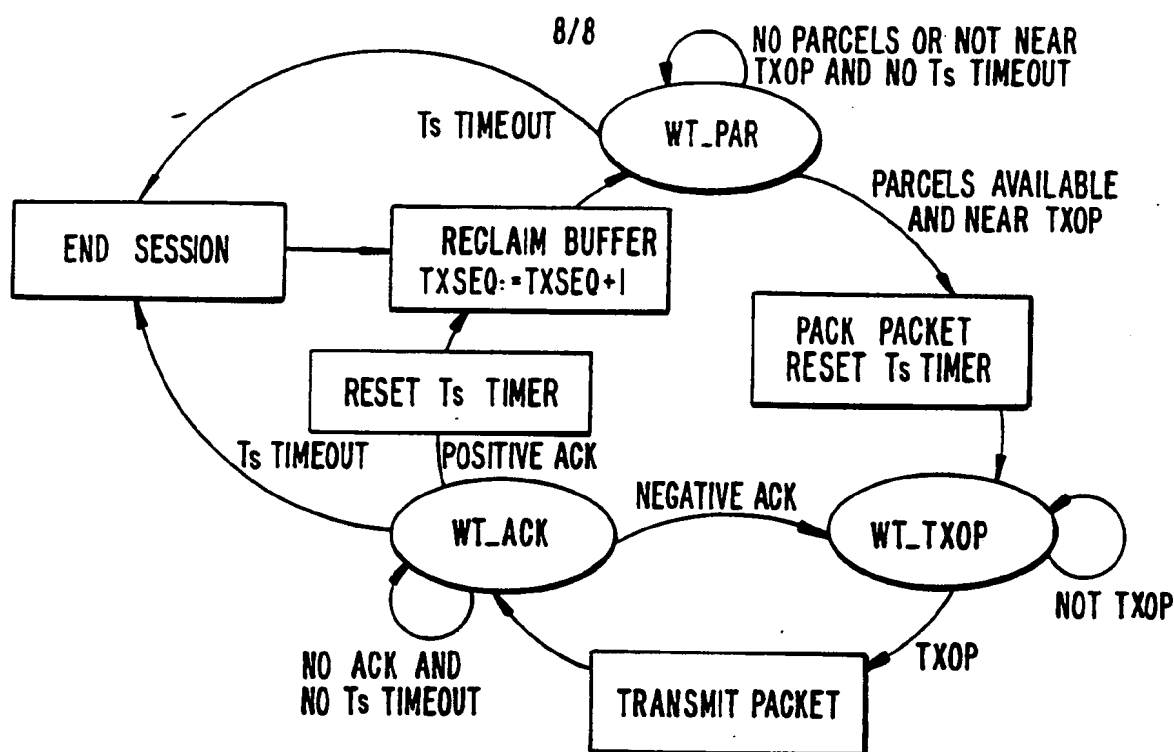 8/8
NO PARCELS OR NOT NEAR
TXOP AND NO Ts TIMEOUT
Ts TIMEOUT
WT_PAR
PARCELS AVAILABLE
AND NEAR TXOP
END SESSION
RECLAIM BUFFER
TXSEQ:=TXSEQ+1
PACK PACKET
RESET Ts TIMER
RESET Ts TIMER
Ts TIMEOUT
POSITIVE ACK
NEGATIVE ACK
WT_ACK
WT_TXOP
NOT TXOP
NO ACK AND
NO Ts TIMEOUT
TXOP
TRANSMIT PACKET